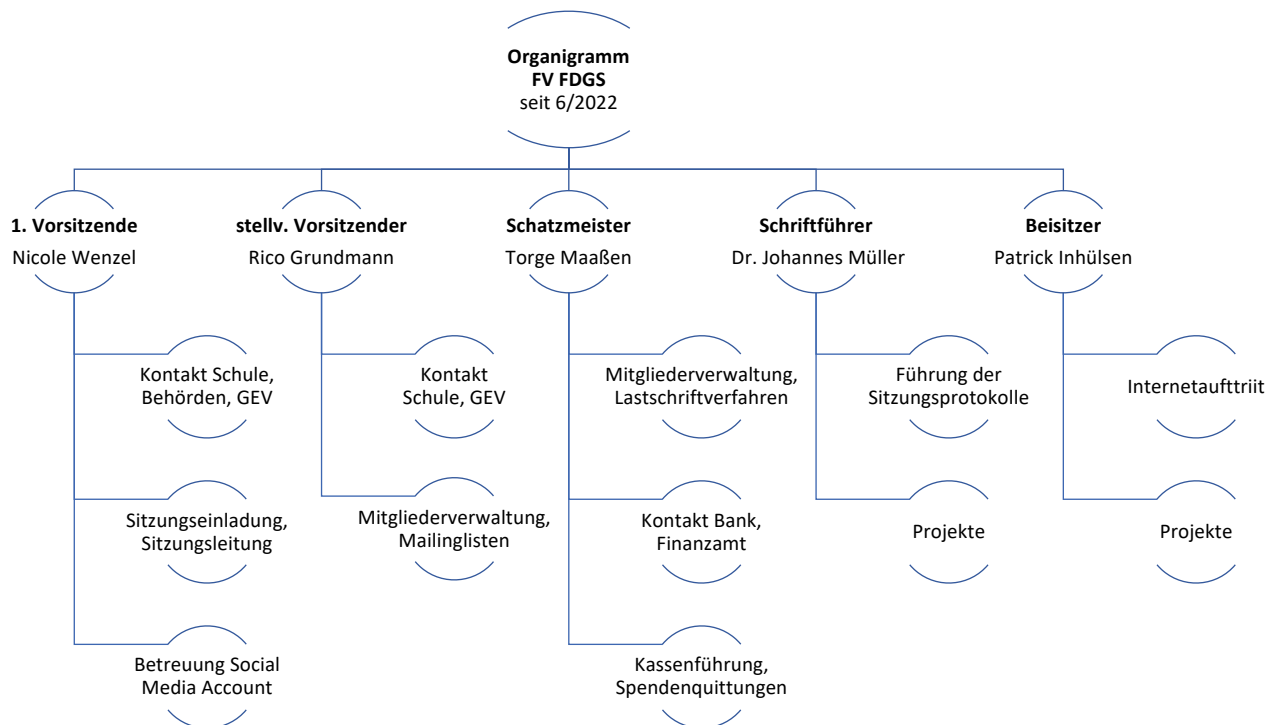 Organigramm
FV FDGS
seit 6/2022
1. Vorsitzende
Nicole Wenzel
stellv. Vorsitzender
Rico Grundmann
Schatzmeister
Torge Maaßen
Schriftführer
Dr. Johannes Müller
Beisitzer
Patrick Inhülsen
Kontakt Schule,
Behörden, GEV
Sitzungseinladung,
Sitzungsleitung
Betreuung Social
Media Account
Kontakt
Schule, GEV
Mitgliederverwaltung,
Mailinglisten
Mitgliederverwaltung,
Lastschriftverfahren
Kontakt Bank,
Finanzamt
Kassenführung,
Spendenquittungen
Führung der
Sitzungsprotokolle
Projekte
Internetaufttriit
Projekte